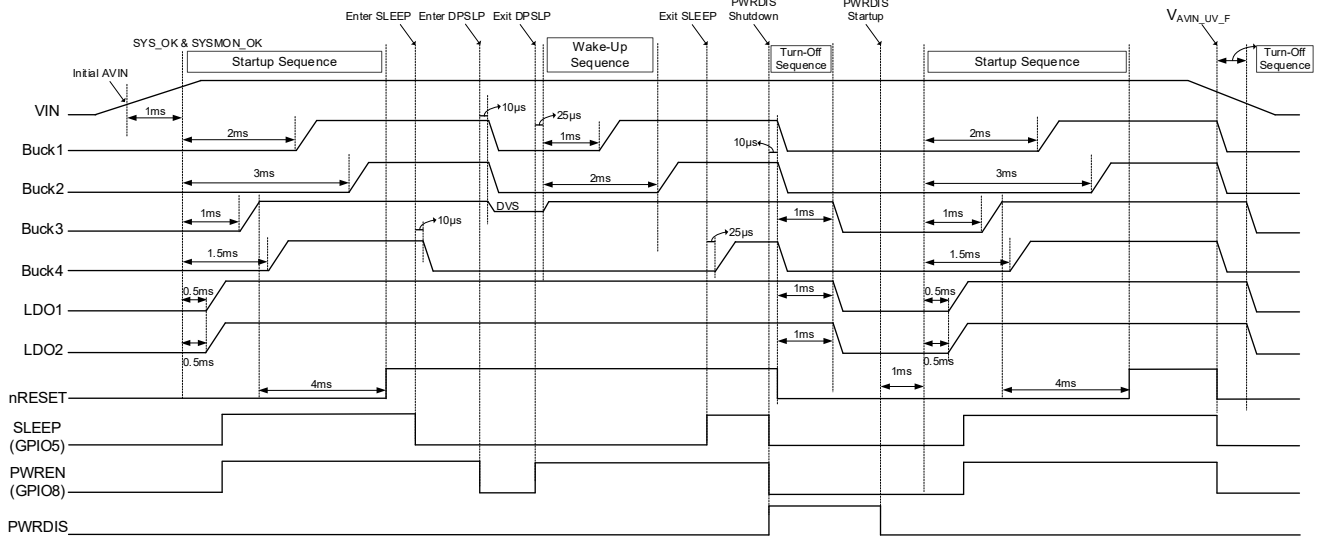 PWRDIS
PWRDIS
Enter SLEEP Enter DPSLP Exit DPSLP Exit SLEEP Shutdown Startup V_AVIN_UV_F
SYS_OK & SYSMON_OK
Startup Sequence
Wake-Up
Sequence
Turn-Off
Sequence
Startup Sequence
Turn-Off
Sequence
Initial AVIN
VIN
1ms
10µs
25µs
Buck1
2ms
1ms
10µs
2ms
Buck2
3ms
2ms
3ms
Buck3
1ms
DVS
10µs
1ms
1ms
Buck4
1.5ms
25µs
1.5ms
LDO1
0.5ms
1ms
0.5ms
LDO2
0.5ms
1ms
0.5ms
nRESET
4ms
1ms
4ms
SLEEP
(GPIO5)
PWREN
(GPIO8)
PWRDIS